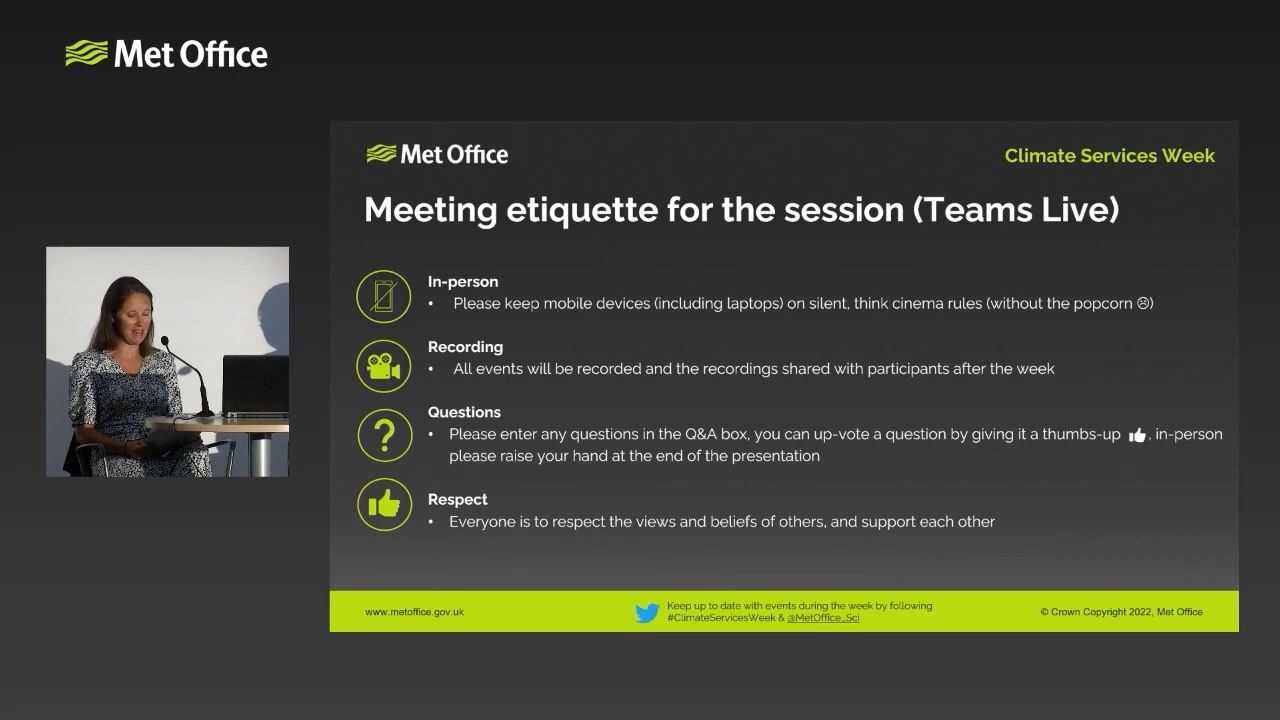 Met Office
Met Office
Climate Services Week
Meeting etiquette for the session (Teams Live)
In-person
• Please keep mobile devices (including laptops) on silent, think cinema rules (without the popcorn ☹)
Recording
• All events will be recorded and the recordings shared with participants after the week
Questions
• Please enter any questions in the Q&A box, you can up-vote a question by giving it a thumbs-up 👍, in-person
please raise your hand at the end of the presentation
Respect
• Everyone is to respect the views and beliefs of others, and support each other
www.metoffice.gov.uk
Keep up to date with events during the week by following
#ClimateServicesWeek & @MetOffice_Sci
© Crown Copyright 2022, Met Office